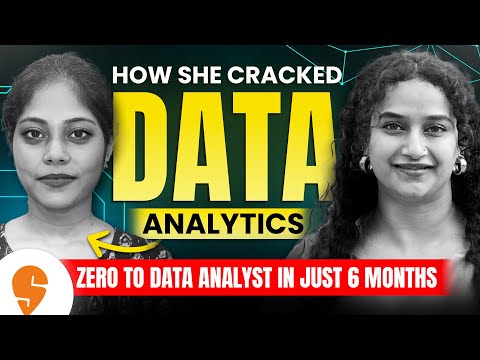 HOW SHE CRACKED
DATA
ANALYTICS
ZERO TO DATA ANALYST IN JUST 6 MONTHS